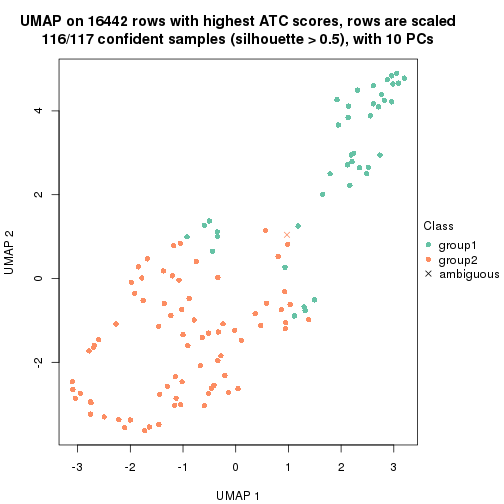 UMAP on 16442 rows with highest ATC scores, rows are scaled
116/117 confident samples (silhouette > 0.5), with 10 PCs
4
2
0
-2
UMAP 2
-3
-2
-1
0
1
2
3
UMAP 1
Class
group1
group2
ambiguous